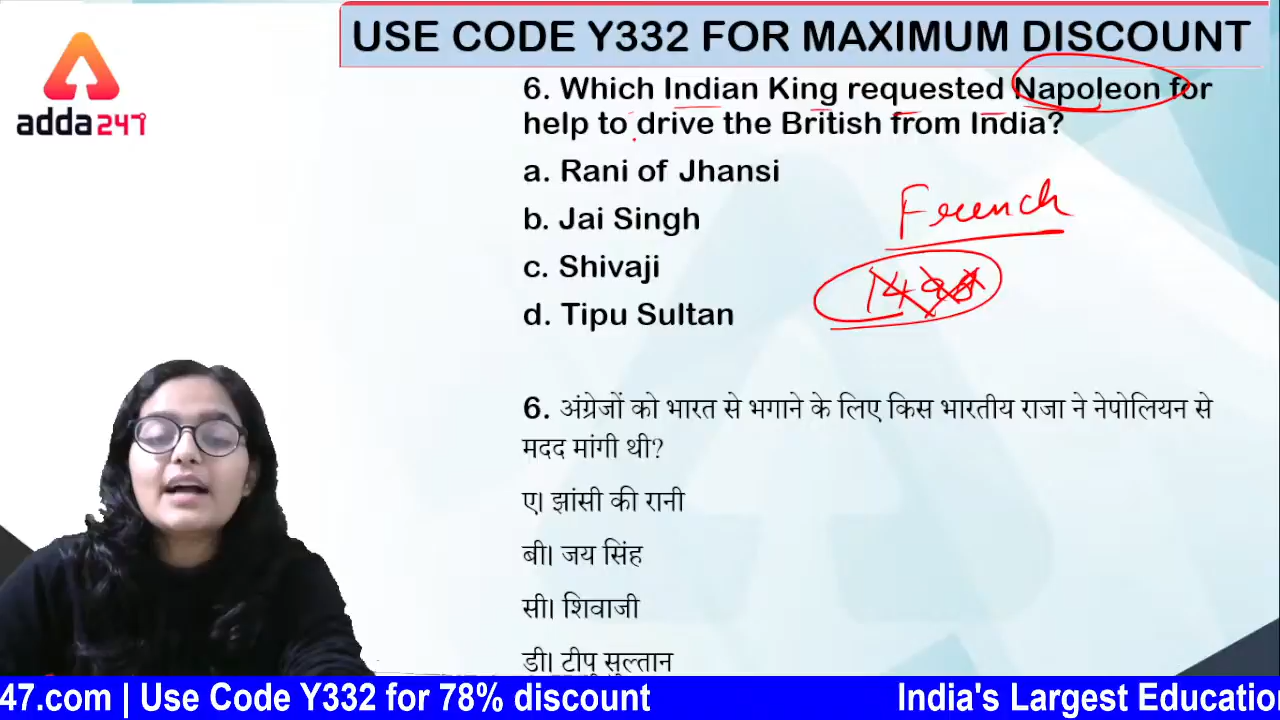 USE CODE Y332 FOR MAXIMUM DISCOUNT
adda247
6. Which Indian King requested Napoleon for
help to drive the British from India?
a. Rani of Jhansi
b. Jai Singh
c. Shivaji
d. Tipu Sultan
French
6. अंग्रेजों को भारत से भगाने के लिए किस भारतीय राजा ने नेपोलियन से
मदद मांगी थी?
ए। झांसी की रानी
बी। जय सिंह
सी। शिवाजी
डी। टीपू सुल्तान
47.com | Use Code Y332 for 78% discount
India's Largest Educatio